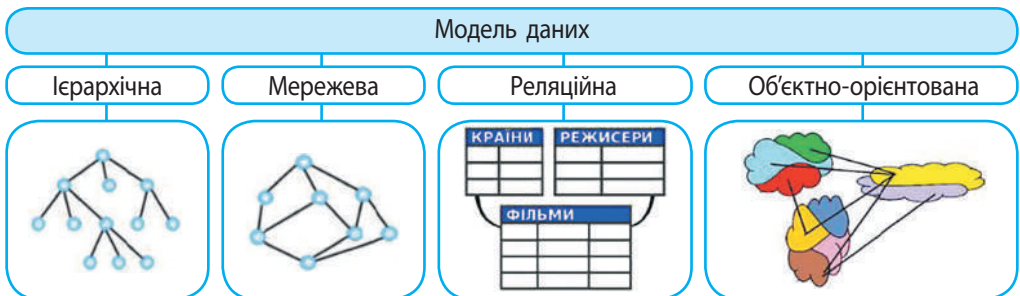 Модель даних
Ієрархічна
Мережева
Реляційна
Об'єктно-орієнтована
КРАЇНИ
РЕЖИСЕРИ
ФІЛЬМИ